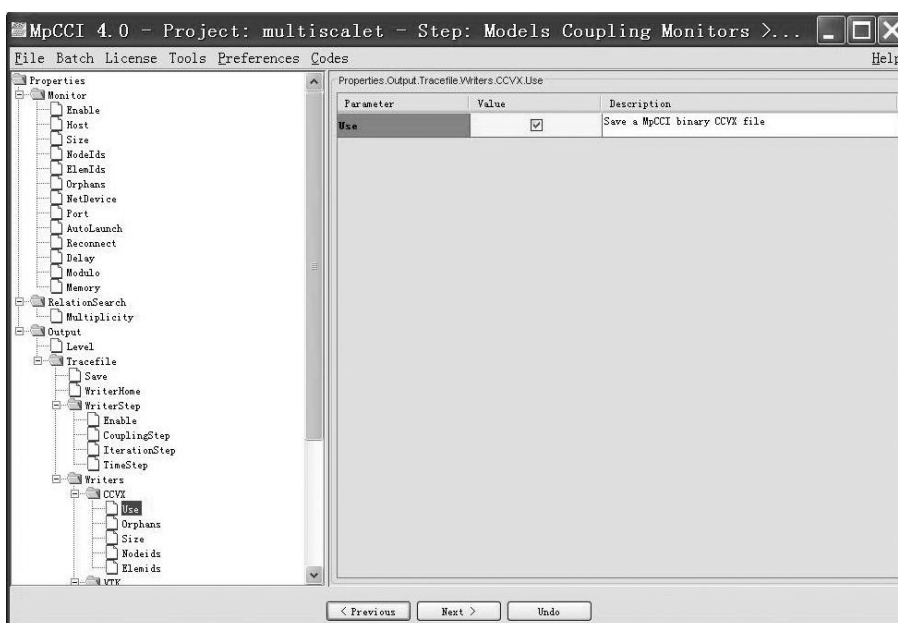 MpCCI 4.0 - Project: multiscalet - Step: Models Coupling Monitors >...
File Batch License Tools Preferences Codes Help
Properties
Monitor
Enable
Host
Size
NodeIds
ElemIds
Orphans
NetDevice
Port
AutoLaunch
Reconnect
Delay
Modulo
Memory
RelationSearch
Multiplicity
Output
Level
Tracefile
Save
WriterHome
WriterStep
Enable
CouplingStep
IterationStep
TimeStep
Writers
CCVX
Use
Orphans
Size
Nodeids
Elemids
VTK
Properties.Output.Tracefile.Writers.CCVX.Use
Parameter Value Description
Use Save a MpCCI binary CCVX file
< Previous Next > Undo